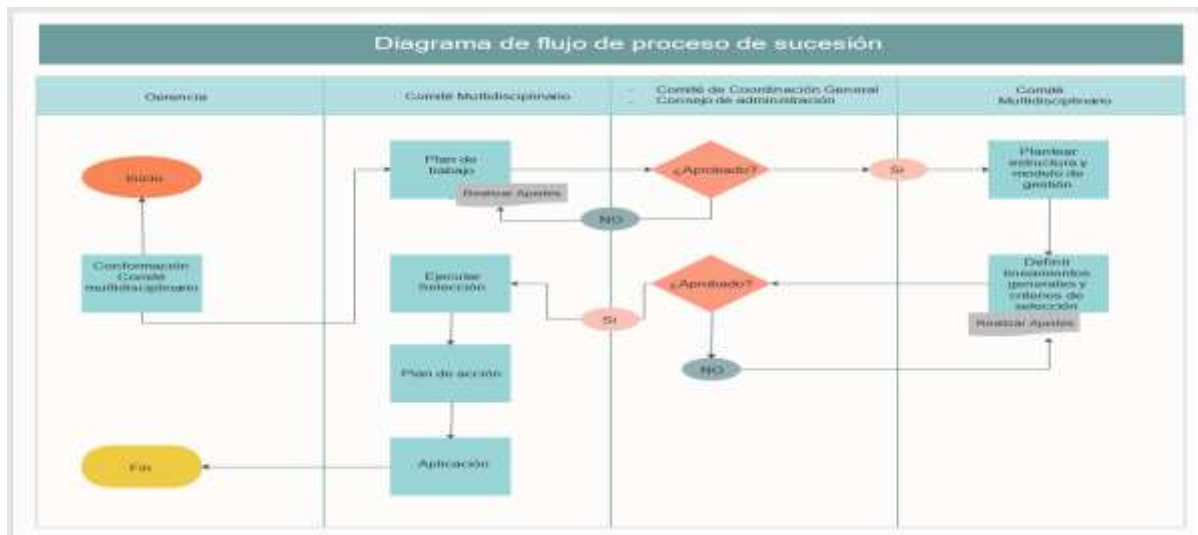 Diagrama de flujo de proceso de sucesión
Gerencia
Comité Multidisciplinario
- Comité de Coordinación General
- Consejo de administración
Comité
Multidisciplinario
Inicio
Plan de
trabajo
Realizar Ajustes
¿Aprobado?
Si
Plantear
estructura y
modelo de
gestión
NO
Conformación
Comité
multidisciplinario
Ejecutar
Selección
¿Aprobado?
Definir
lineamientos
generales y
criterios de
selección
Realizar Ajustes
Si
NO
Plan de acción
Fin
Aplicación